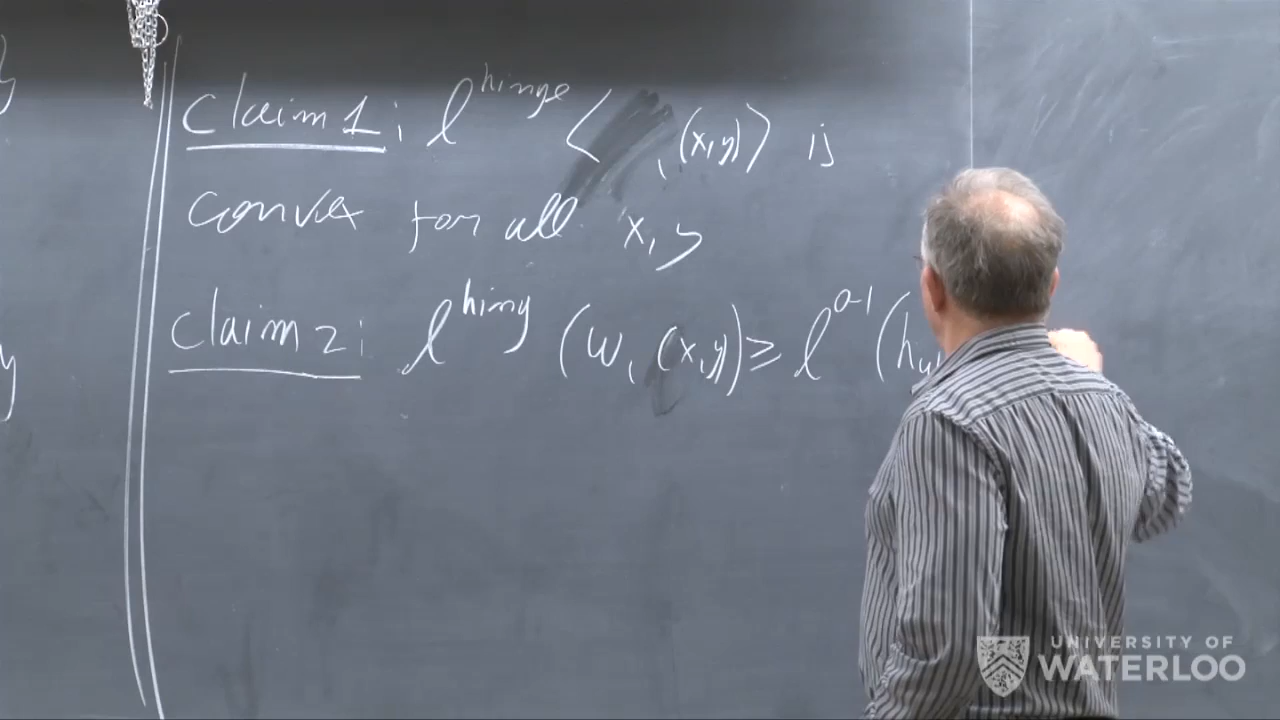 Claim 1: l^hinge < , (x,y)> is
convex for all x, y
Claim 2: l^hing (w, (x,y)) ≥ l^0-1 (h_w
y
y
UNIVERSITY OF
WATERLOO